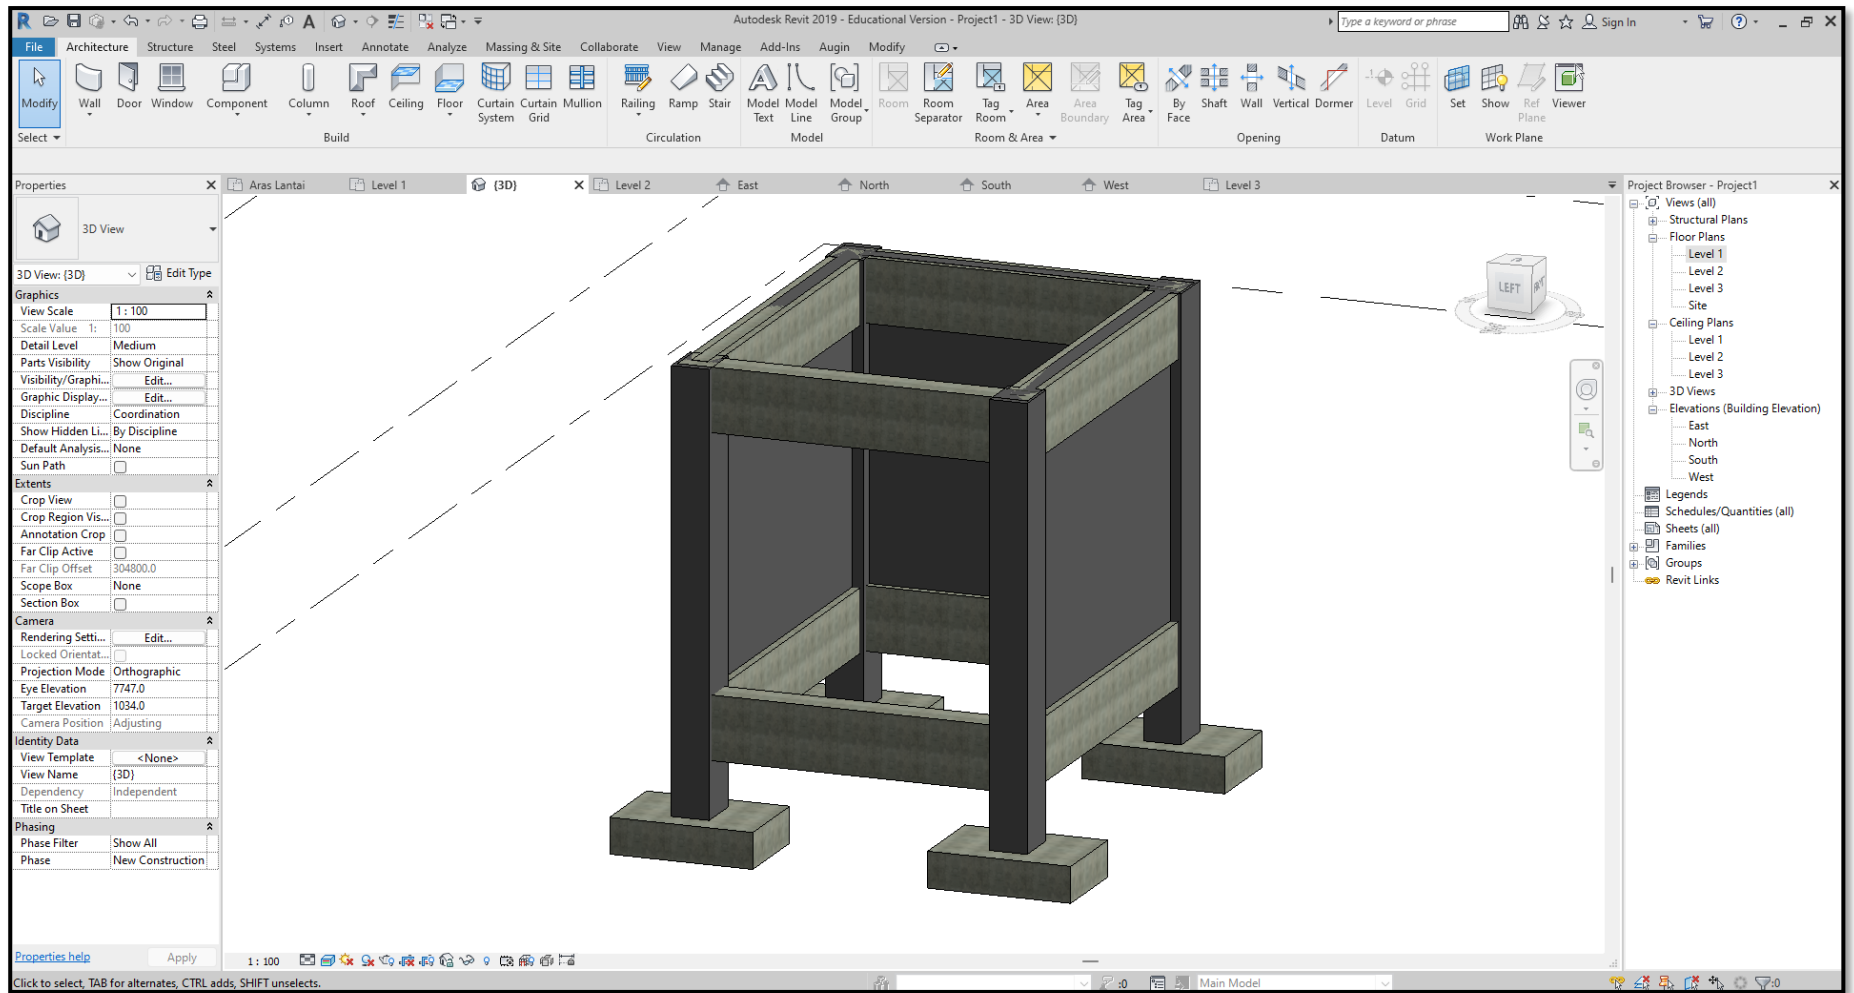 Autodesk Revit 2019 - Educational Version - Project1 - 3D View: {3D}
Type a keyword or phrase
Sign In
File Architecture Structure Steel Systems Insert Annotate Analyze Massing & Site Collaborate View Manage Add-Ins Augin Modify
Modify Wall Door Window Component Column Roof Ceiling Floor Curtain System Curtain Grid Mullion Railing Ramp Stair Model Text Model Line Model Group Room Room Separator Tag Room Area Area Boundary Tag Area By Face Shaft Wall Vertical Dormer Level Grid Set Show Ref Plane Viewer
Select Build Circulation Model Room & Area Opening Datum Work Plane
Properties
Aras Lantai Level 1 {3D} Level 2 East North South West Level 3
3D View
3D View: {3D} Edit Type
Graphics
View Scale 1 : 100
Scale Value 1: 100
Detail Level Medium
Parts Visibility Show Original
Visibility/Graphi... Edit...
Graphic Display... Edit...
Discipline Coordination
Show Hidden Li... By Discipline
Default Analysis... None
Sun Path
Extents
Crop View
Crop Region Vis...
Annotation Crop
Far Clip Active
Far Clip Offset 304800.0
Scope Box None
Section Box
Camera
Rendering Setti... Edit...
Locked Orientat...
Projection Mode Orthographic
Eye Elevation 7747.0
Target Elevation 1034.0
Camera Position Adjusting
Identity Data
View Template <None>
View Name {3D}
Dependency Independent
Title on Sheet
Phasing
Phase Filter Show All
Phase New Construction
Properties help Apply
LEFT
Project Browser - Project1
Views (all)
Structural Plans
Floor Plans
Level 1
Level 2
Level 3
Site
Ceiling Plans
Level 1
Level 2
Level 3
3D Views
Elevations (Building Elevation)
East
North
South
West
Legends
Schedules/Quantities (all)
Sheets (all)
Families
Groups
Revit Links
1 : 100
Click to select, TAB for alternates, CTRL adds, SHIFT unselects.
:0 Main Model :0